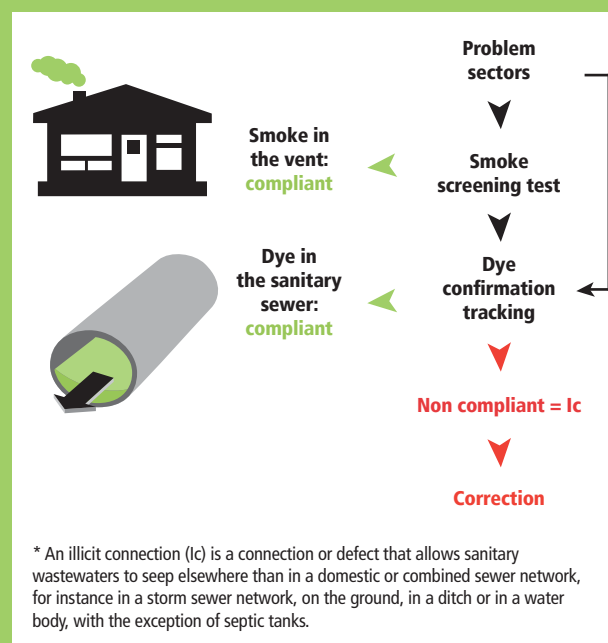 Problem
sectors
Smoke in
the vent:
compliant
Smoke
screening test
Dye in
the sanitary
sewer:
compliant
Dye
confirmation
tracking
Non compliant = Ic
Correction
* An illicit connection (Ic) is a connection or defect that allows sanitary
wastewaters to seep elsewhere than in a domestic or combined sewer network,
for instance in a storm sewer network, on the ground, in a ditch or in a water
body, with the exception of septic tanks.